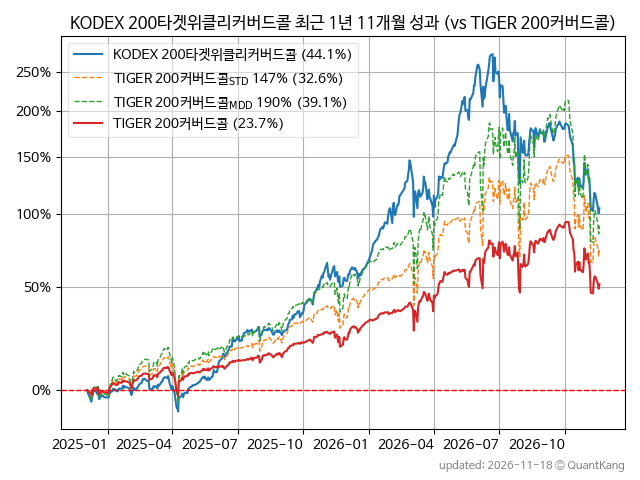 KODEX 200타겟위클리커버드콜 최근 1년 11개월 성과 (vs TIGER 200커버드콜)
KODEX 200타겟위클리커버드콜 (44.1%)
TIGER 200커버드콜STD 147% (32.6%)
TIGER 200커버드콜MDD 190% (39.1%)
TIGER 200커버드콜 (23.7%)
250%
200%
150%
100%
50%
0%
2025-01 2025-04 2025-07 2025-10 2026-01 2026-04 2026-07 2026-10
updated: 2026-11-18 © QuantKang